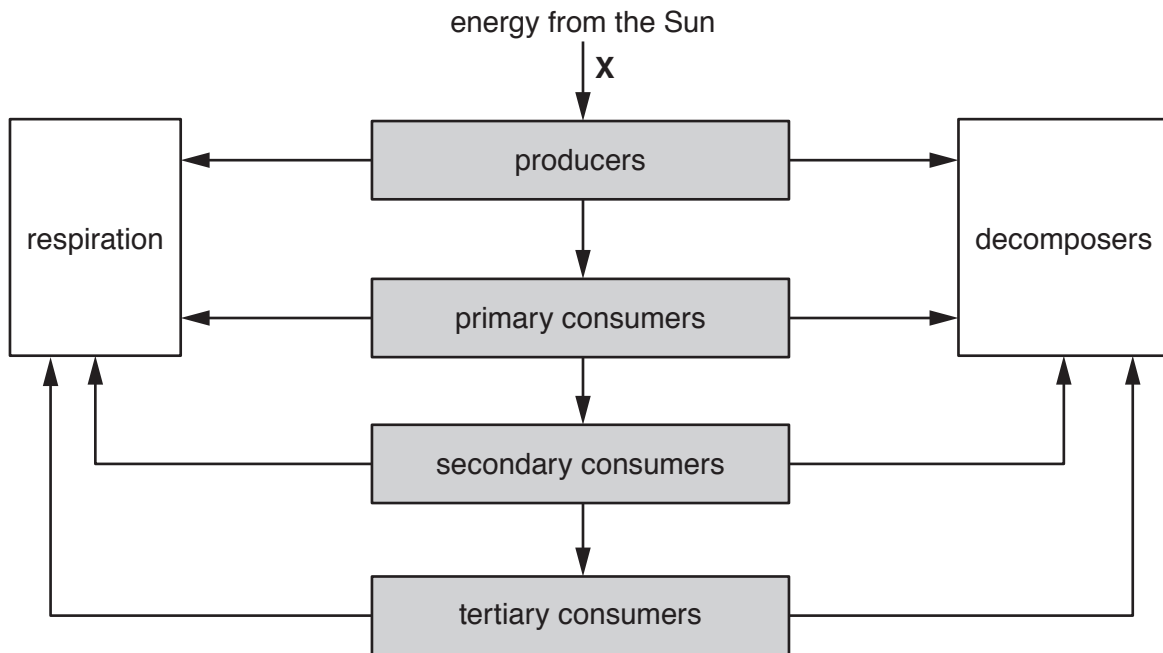 energy from the Sun
X
producers
respiration
decomposers
primary consumers
secondary consumers
tertiary consumers